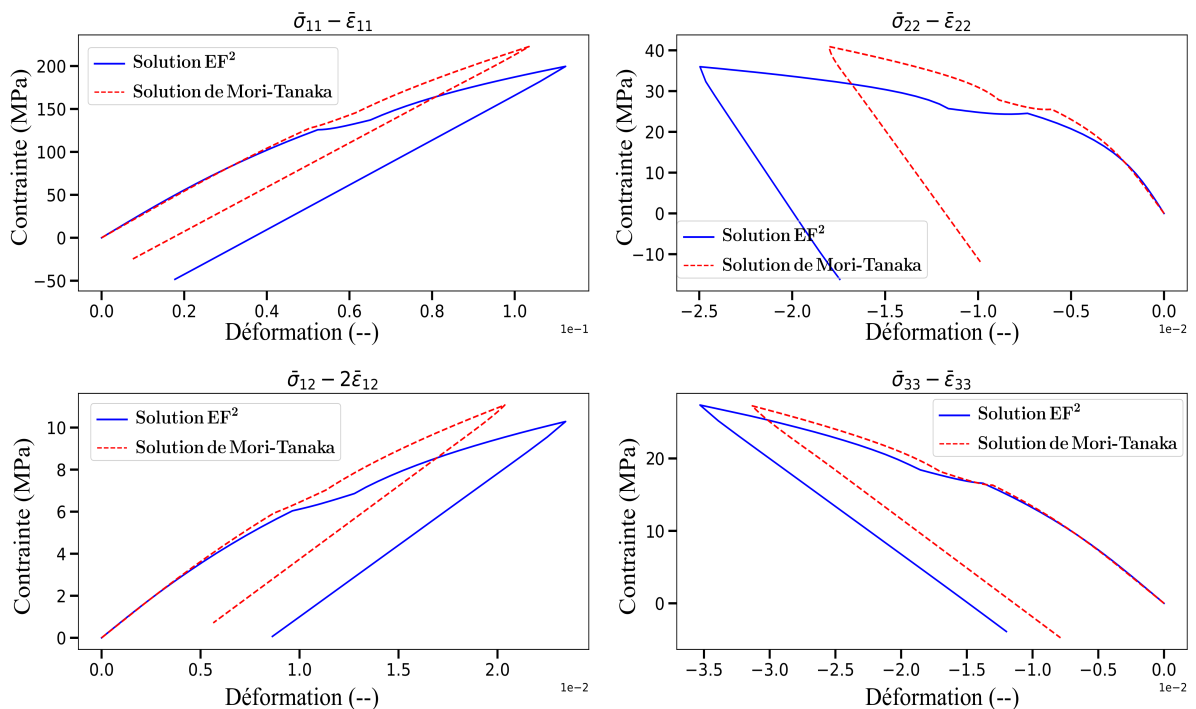 σ̄₁₁ − ε̄₁₁
Contrainte (MPa)
200
150
100
50
0
−50
Solution EF²
Solution de Mori-Tanaka
0.0 0.2 0.4 0.6 0.8 1.0
1e−1
Déformation (--)
σ̄₂₂ − ε̄₂₂
Contrainte (MPa)
40
30
20
10
0
−10
Solution EF²
Solution de Mori-Tanaka
−2.5 −2.0 −1.5 −1.0 −0.5 0.0
1e−2
Déformation (--)
σ̄₁₂ − 2ε̄₁₂
Contrainte (MPa)
10
8
6
4
2
0
Solution EF²
Solution de Mori-Tanaka
0.0 0.5 1.0 1.5 2.0
1e−2
Déformation (--)
σ̄₃₃ − ε̄₃₃
Contrainte (MPa)
20
10
0
Solution EF²
Solution de Mori-Tanaka
−3.5 −3.0 −2.5 −2.0 −1.5 −1.0 −0.5 0.0
1e−2
Déformation (--)